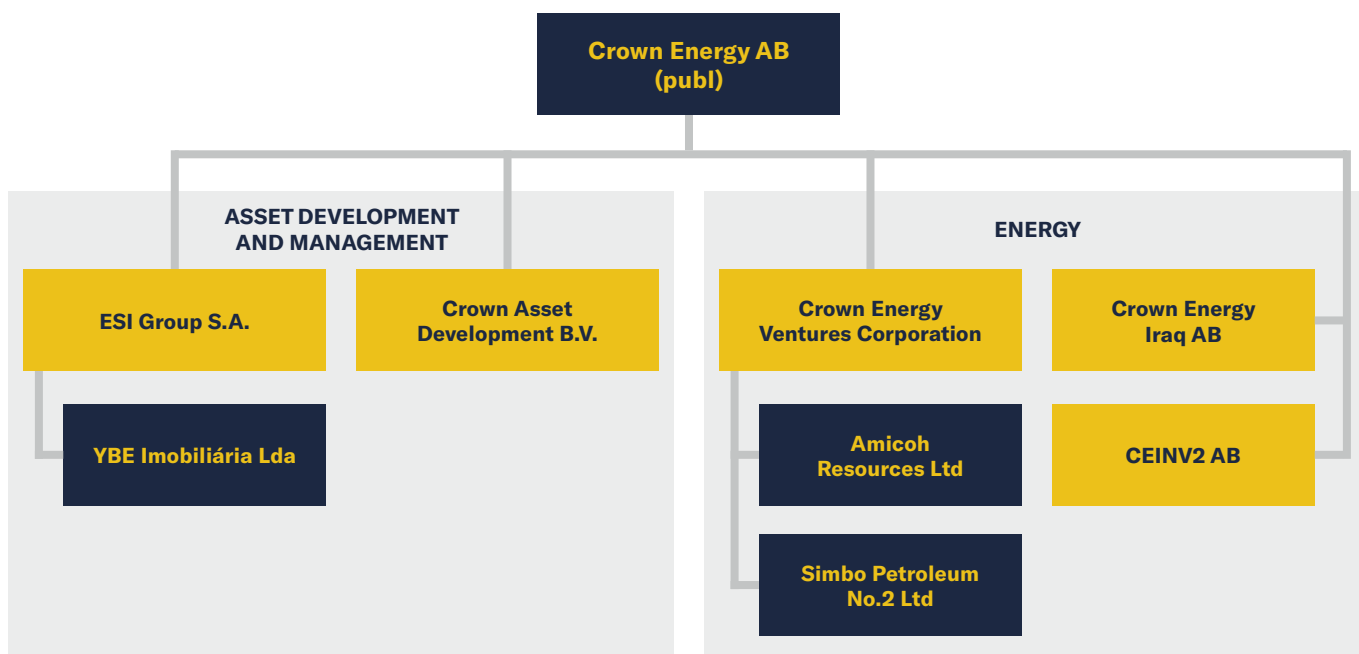 Crown Energy AB
(publ)
ASSET DEVELOPMENT
AND MANAGEMENT
ESI Group S.A.
Crown Asset
Development B.V.
YBE Imobiliária Lda
ENERGY
Crown Energy
Ventures Corporation
Crown Energy
Iraq AB
Amicoh
Resources Ltd
CEINV2 AB
Simbo Petroleum
No.2 Ltd